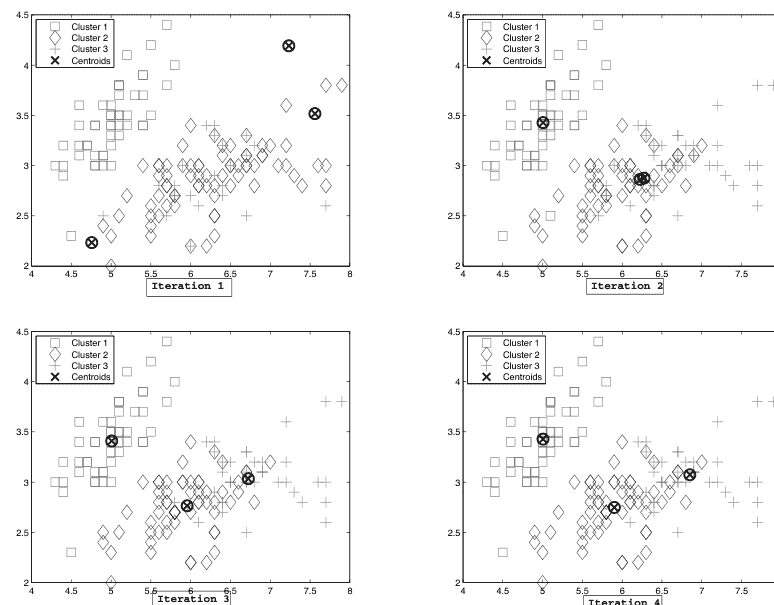 4.5
Cluster 1
Cluster 2
Cluster 3
Centroids
4
3.5
3
2.5
2
4 4.5 5 5.5 6 6.5 7 7.5 8
Iteration 1
4.5
Cluster 1
Cluster 2
Cluster 3
Centroids
4
3.5
3
2.5
2
4 4.5 5 5.5 6 6.5 7 7.5
Iteration 2
4.5
Cluster 1
Cluster 2
Cluster 3
Centroids
4
3.5
3
2.5
2
4 4.5 5 5.5 6 6.5 7 7.5 8
Iteration 3
4.5
Cluster 1
Cluster 2
Cluster 3
Centroids
4
3.5
3
2.5
2
4 4.5 5 5.5 6 6.5 7 7.5
Iteration 4